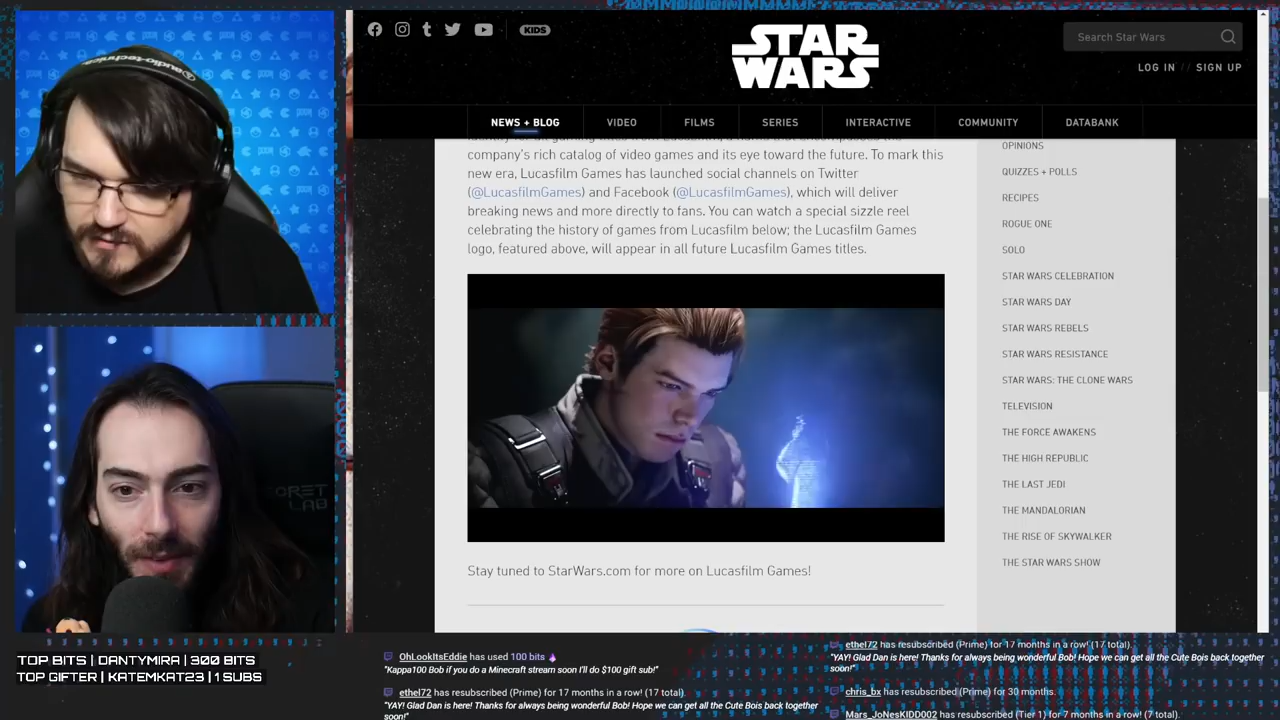 STAR
WARS
KIDS
Search Star Wars
LOG IN // SIGN UP
NEWS + BLOG
VIDEO
FILMS
SERIES
INTERACTIVE
COMMUNITY
DATABANK
company's rich catalog of video games and its eye toward the future. To mark this
new era, Lucasfilm Games has launched social channels on Twitter
(@LucasfilmGames) and Facebook (@LucasfilmGames), which will deliver
breaking news and more directly to fans. You can watch a special sizzle reel
celebrating the history of games from Lucasfilm below; the Lucasfilm Games
logo, featured above, will appear in all future Lucasfilm Games titles.
Stay tuned to StarWars.com for more on Lucasfilm Games!
OPINIONS
QUIZZES + POLLS
RECIPES
ROGUE ONE
SOLO
STAR WARS CELEBRATION
STAR WARS DAY
STAR WARS REBELS
STAR WARS RESISTANCE
STAR WARS: THE CLONE WARS
TELEVISION
THE FORCE AWAKENS
THE HIGH REPUBLIC
THE LAST JEDI
THE MANDALORIAN
THE RISE OF SKYWALKER
THE STAR WARS SHOW
audio-technica
TOP BITS | DANTYMIRA | 300 BITS
TOP GIFTER | KATEMKAT23 | 1 SUBS
OhLookItsEddie has used 100 bits
"Kappa100 Bob if you do a Minecraft stream soon I'll do $100 gift sub!"
ethel72 has resubscribed (Prime) for 17 months in a row! (17 total).
"YAY! Glad Dan is here! Thanks for always being wonderful Bob! Hope we can get all the Cute Bois back together
soon!"
ethel72 has resubscribed (Prime) for 17 months in a row! (17 total).
"YAY! Glad Dan is here! Thanks for always being wonderful Bob! Hope we can get all the Cute Bois back together
soon!"
chris_bx has resubscribed (Prime) for 30 months.
Mars_JoNesKIDD002 has resubscribed (Tier 1) for 7 months in a row! (7 total).